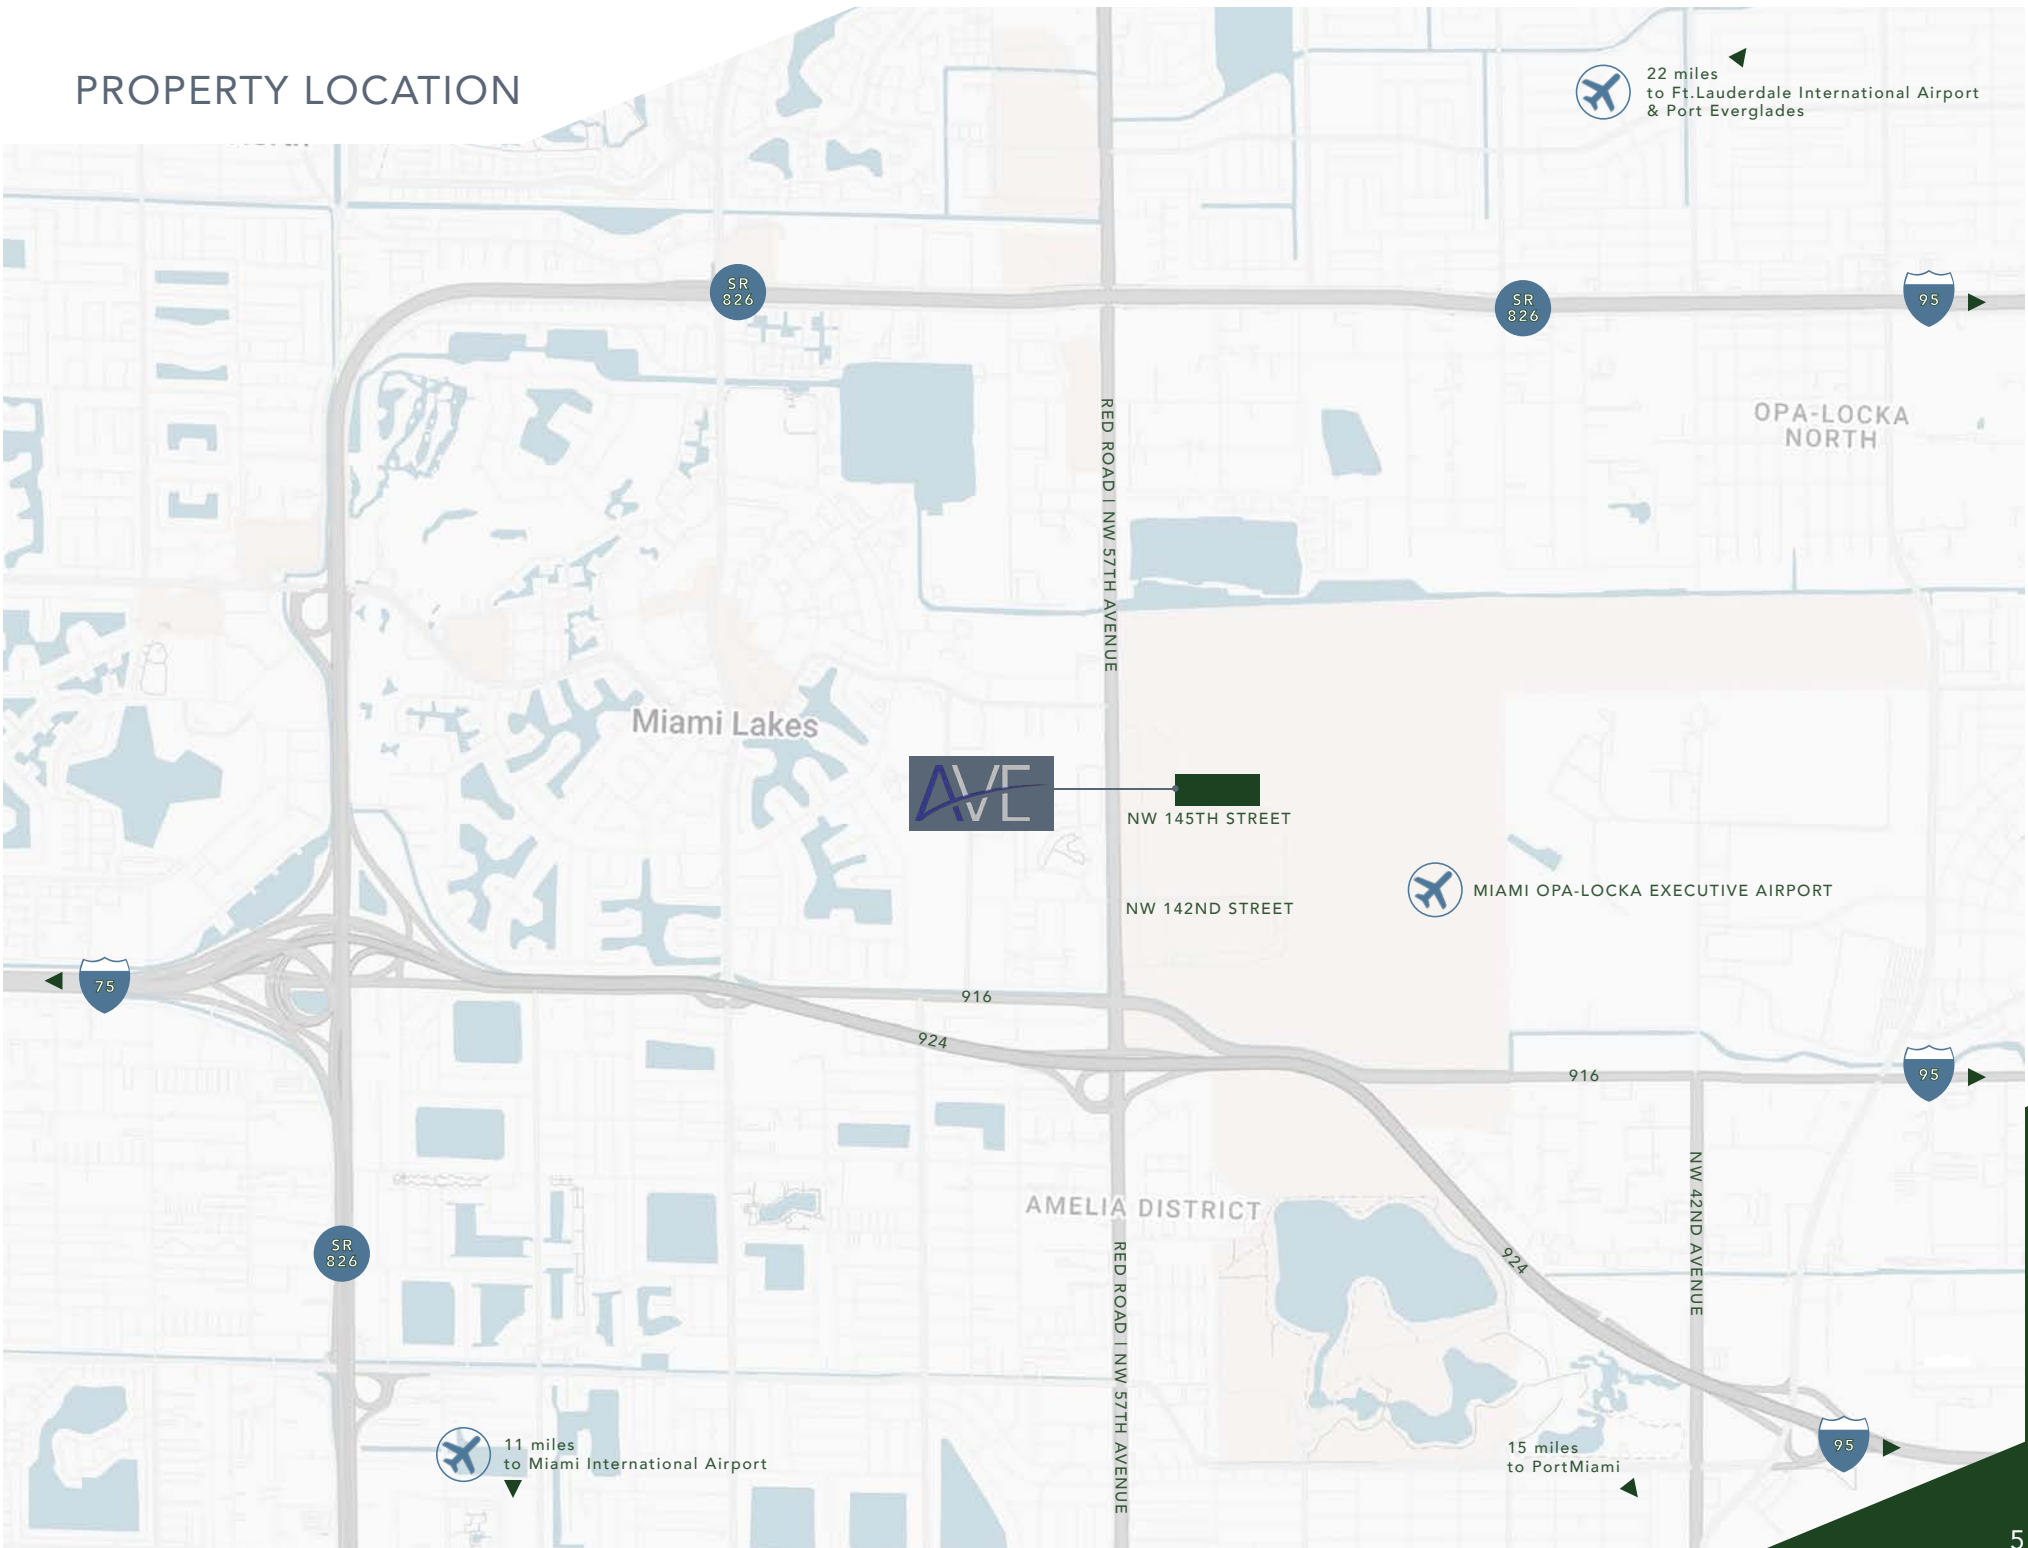 PROPERTY LOCATION
22 miles
to Ft.Lauderdale International Airport
& Port Everglades
SR
826
SR
826
95
OPA-LOCKA
NORTH
RED ROAD | NW 57TH AVENUE
Miami Lakes
AVE
NW 145TH STREET
MIAMI OPA-LOCKA EXECUTIVE AIRPORT
NW 142ND STREET
75
916
924
916
95
NW 42ND AVENUE
AMELIA DISTRICT
SR
826
RED ROAD | NW 57TH AVENUE
924
11 miles
to Miami International Airport
15 miles
to PortMiami
95
5